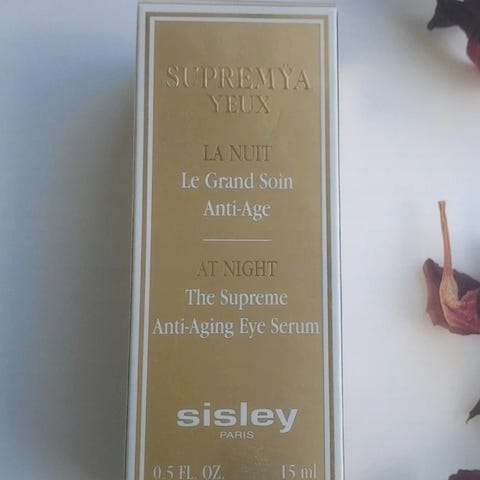 SUPREMŸA
YEUX
LA NUIT
Le Grand Soin
Anti-Age
AT NIGHT
The Supreme
Anti-Aging Eye Serum
sisley
PARIS
0.5 FL. OZ. 15 ml